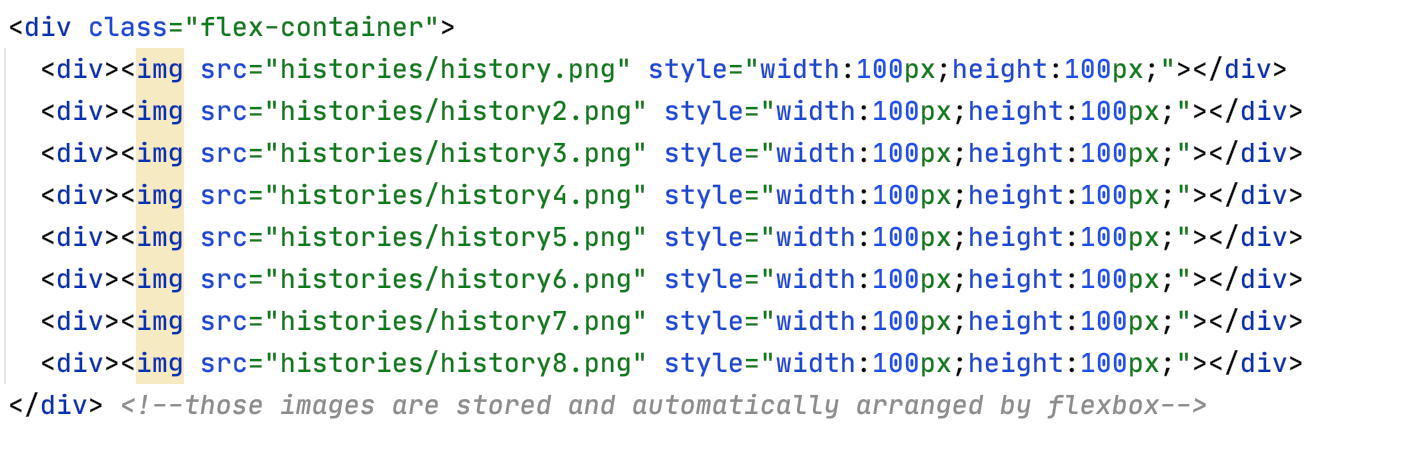 <div class="flex-container">
  <div><img src="histories/history.png" style="width:100px;height:100px;"></div>
  <div><img src="histories/history2.png" style="width:100px;height:100px;"></div>
  <div><img src="histories/history3.png" style="width:100px;height:100px;"></div>
  <div><img src="histories/history4.png" style="width:100px;height:100px;"></div>
  <div><img src="histories/history5.png" style="width:100px;height:100px;"></div>
  <div><img src="histories/history6.png" style="width:100px;height:100px;"></div>
  <div><img src="histories/history7.png" style="width:100px;height:100px;"></div>
  <div><img src="histories/history8.png" style="width:100px;height:100px;"></div>
</div> <!--those images are stored and automatically arranged by flexbox-->